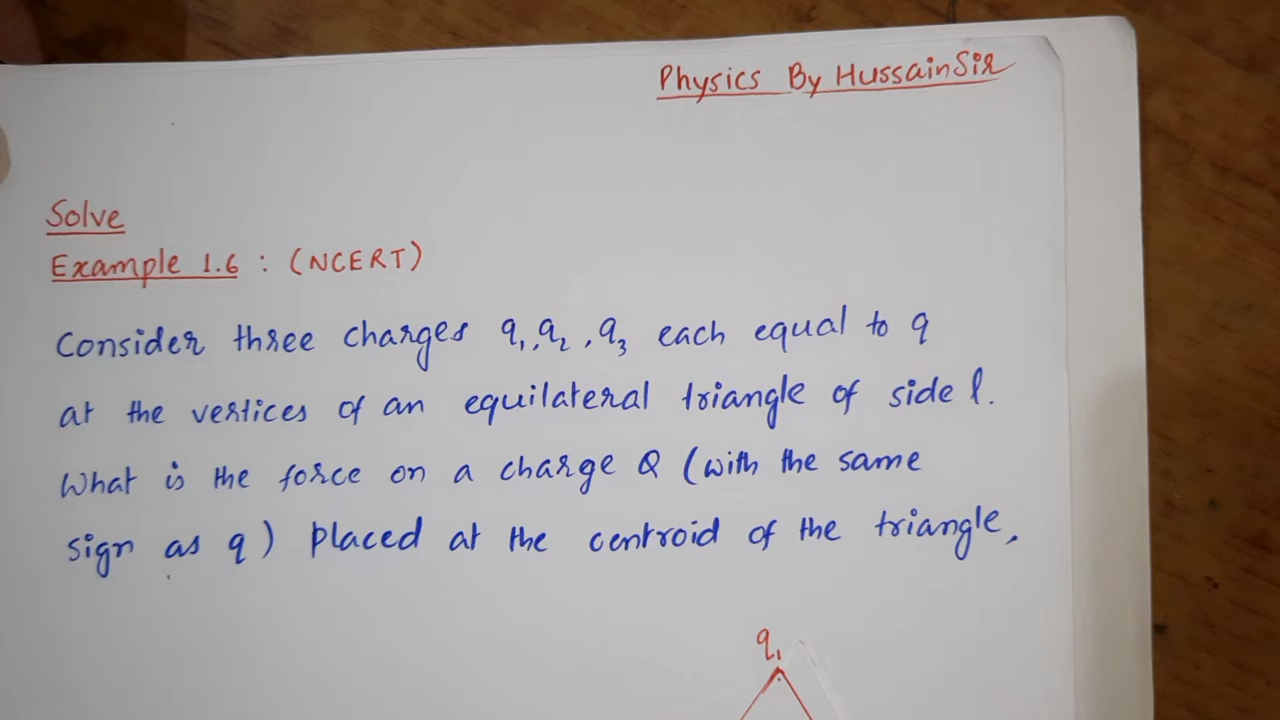 Physics By HussainSir
Solve
Example 1.6 : (NCERT)
Consider three charges q₁, q₂, q₃ each equal to q
at the vertices of an equilateral triangle of side l.
What is the force on a charge Q (with the same
sign as q) placed at the centroid of the triangle,
q₁